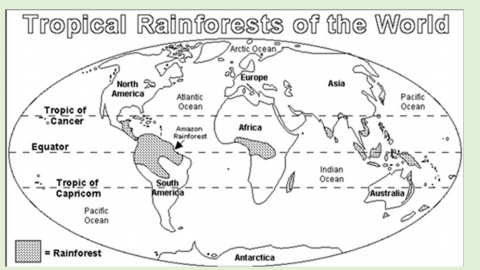 Tropical Rainforests of the World
Arctic Ocean
North
America
Atlantic
Ocean
Europe
Asia
Pacific
Ocean
Tropic of
Cancer
Amazon
Rainforest
Africa
Equator
Indian
Ocean
Tropic of
Capricorn
South
America
Australia
Pacific
Ocean
= Rainforest
Antarctica